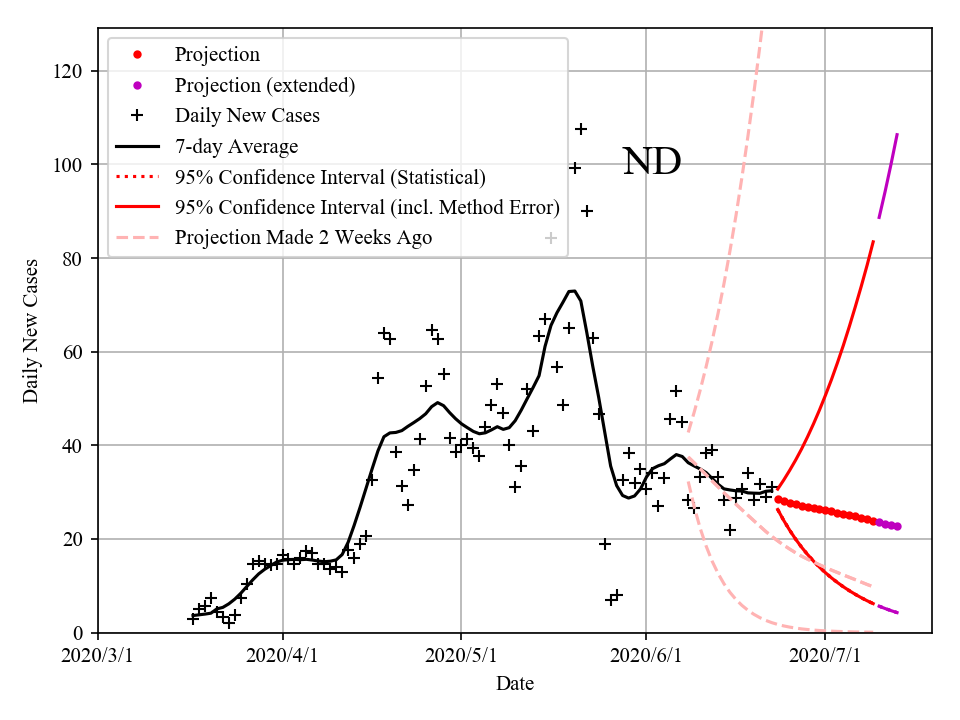 Projection
Projection (extended)
Daily New Cases
7-day Average
95% Confidence Interval (Statistical)
95% Confidence Interval (incl. Method Error)
Projection Made 2 Weeks Ago
ND
120
100
80
60
40
20
0
Daily New Cases
2020/3/1 2020/4/1 2020/5/1 2020/6/1 2020/7/1
Date